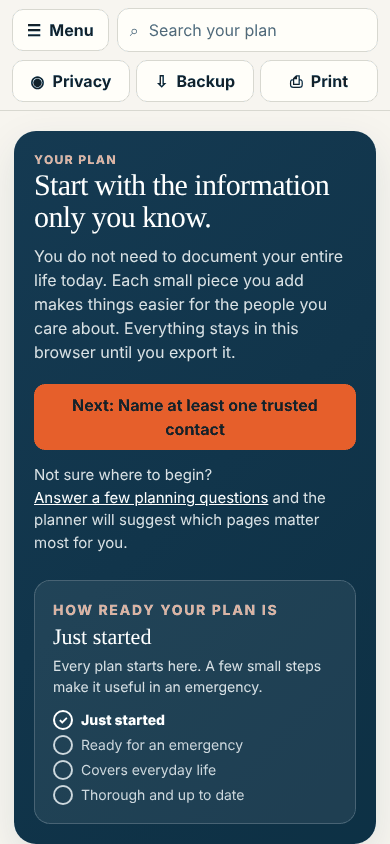 ☰ Menu
⌕ Search your plan
◉ Privacy
⇩ Backup
⎙ Print
YOUR PLAN
Start with the information
only you know.
You do not need to document your entire
life today. Each small piece you add
makes things easier for the people you
care about. Everything stays in this
browser until you export it.
Next: Name at least one trusted
contact
Not sure where to begin?
Answer a few planning questions and the
planner will suggest which pages matter
most for you.
HOW READY YOUR PLAN IS
Just started
Every plan starts here. A few small steps
make it useful in an emergency.
Just started
Ready for an emergency
Covers everyday life
Thorough and up to date